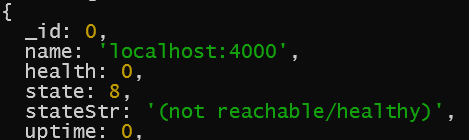 {
  _id: 0,
  name: 'localhost:4000',
  health: 0,
  state: 8,
  stateStr: '(not reachable/healthy)',
  uptime: 0,